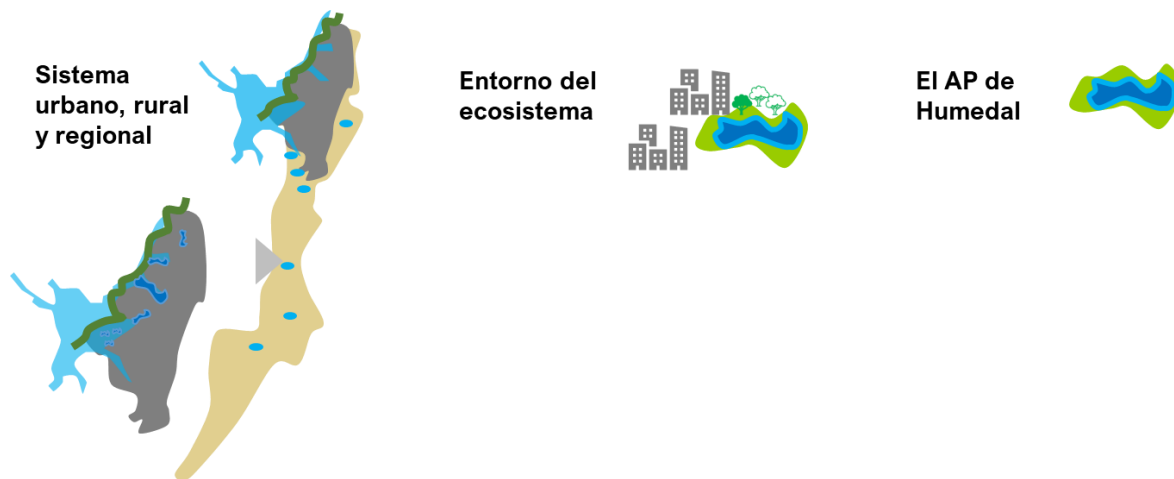 Sistema
urbano, rural
y regional
Entorno del
ecosistema
El AP de
Humedal